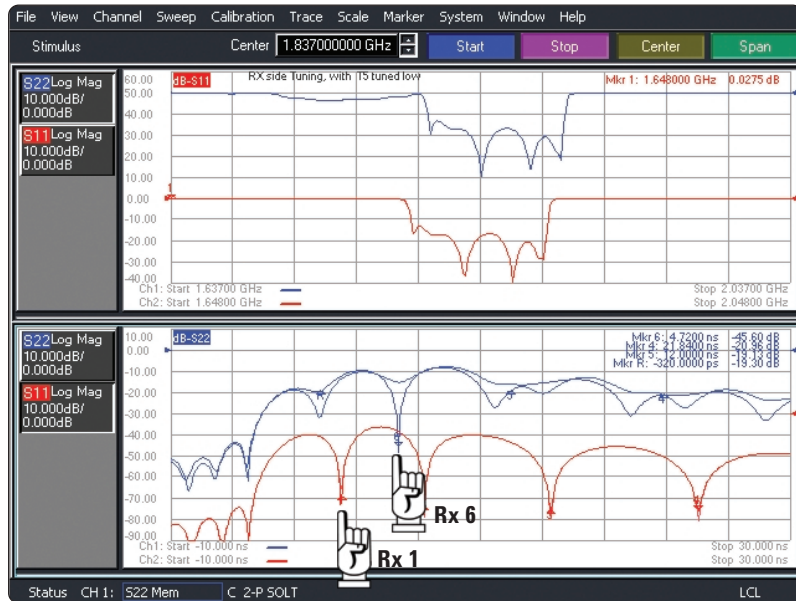 File View Channel Sweep Calibration Trace Scale Marker System Window Help
Stimulus Center 1.837000000 GHz Start Stop Center Span
S22 Log Mag
10.000dB/
0.000dB
S11 Log Mag
10.000dB/
0.000dB
60.00
50.00
40.00
30.00
20.00
10.00
0.00
-10.00
-20.00
-30.00
-40.00
dB-S11
RX side Tuning, with T5 tuned low
Mkr 1: 1.648000 GHz 0.0275 dB
1
Ch1: Start 1.63700 GHz
Stop 2.03700 GHz
Ch2: Start 1.64800 GHz
Stop 2.04800 GHz
S22 Log Mag
10.000dB/
0.000dB
S11 Log Mag
10.000dB/
0.000dB
10.00
0.00
-10.00
-20.00
-30.00
-40.00
-50.00
-60.00
-70.00
-80.00
-90.00
dB-S22
Mkr 6: 4.7200 ns -45.60 dB
Mkr 4: 21.8400 ns -20.96 dB
Mkr 5: 12.0000 ns -19.13 dB
Mkr R: -320.0000 ps -19.30 dB
Rx 6
Rx 1
Ch1: Start -10.000 ns
Stop 30.000 ns
Ch2: Start -10.000 ns
Stop 30.000 ns
Status CH 1: S22 Mem C 2-P SOLT LCL